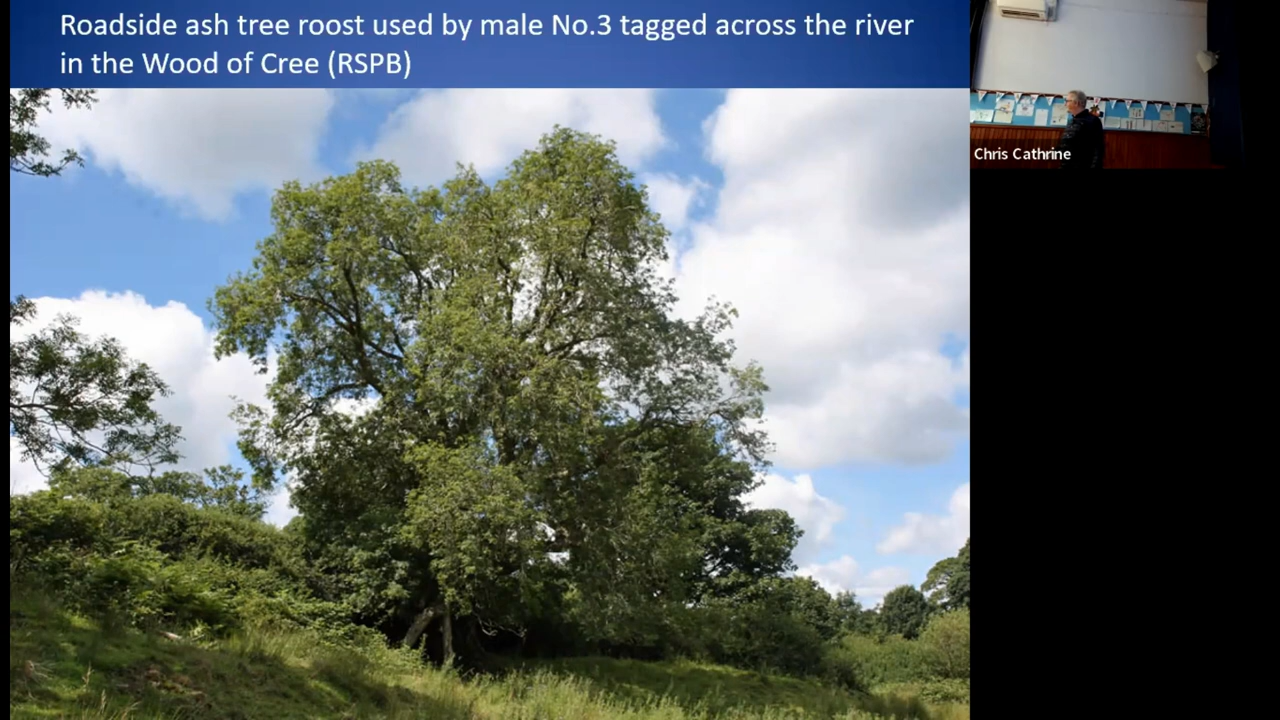 Roadside ash tree roost used by male No.3 tagged across the river
in the Wood of Cree (RSPB)
Chris Cathrine